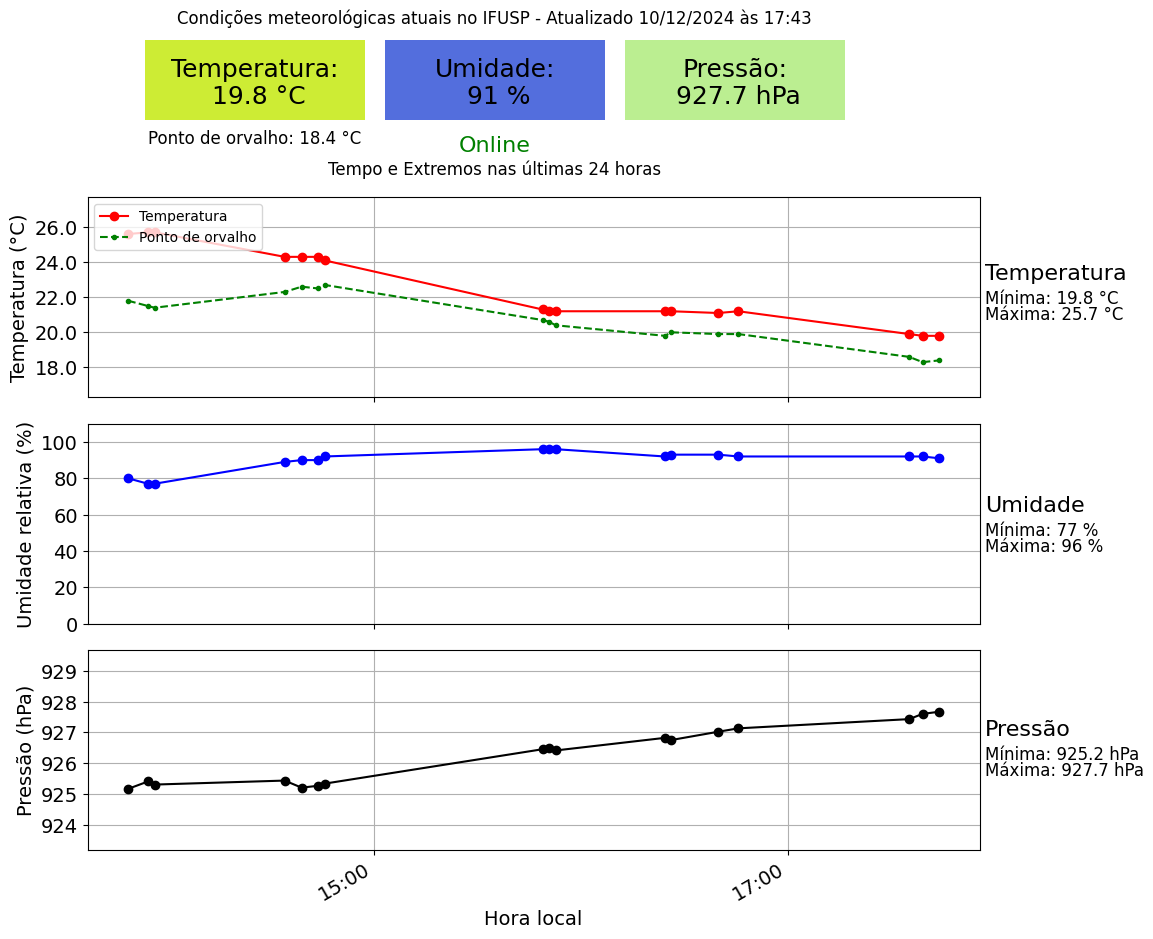 Condições meteorológicas atuais no IFUSP - Atualizado 10/12/2024 às 17:43
Temperatura:
19.8 °C
Umidade:
91 %
Pressão:
927.7 hPa
Ponto de orvalho: 18.4 °C
Online
Tempo e Extremos nas últimas 24 horas
Temperatura (°C)
26.0
24.0
22.0
20.0
18.0
Temperatura
Ponto de orvalho
Temperatura
Mínima: 19.8 °C
Máxima: 25.7 °C
Umidade relativa (%)
100
80
60
40
20
0
Umidade
Mínima: 77 %
Máxima: 96 %
Pressão (hPa)
929
928
927
926
925
924
Pressão
Mínima: 925.2 hPa
Máxima: 927.7 hPa
15:00
17:00
Hora local